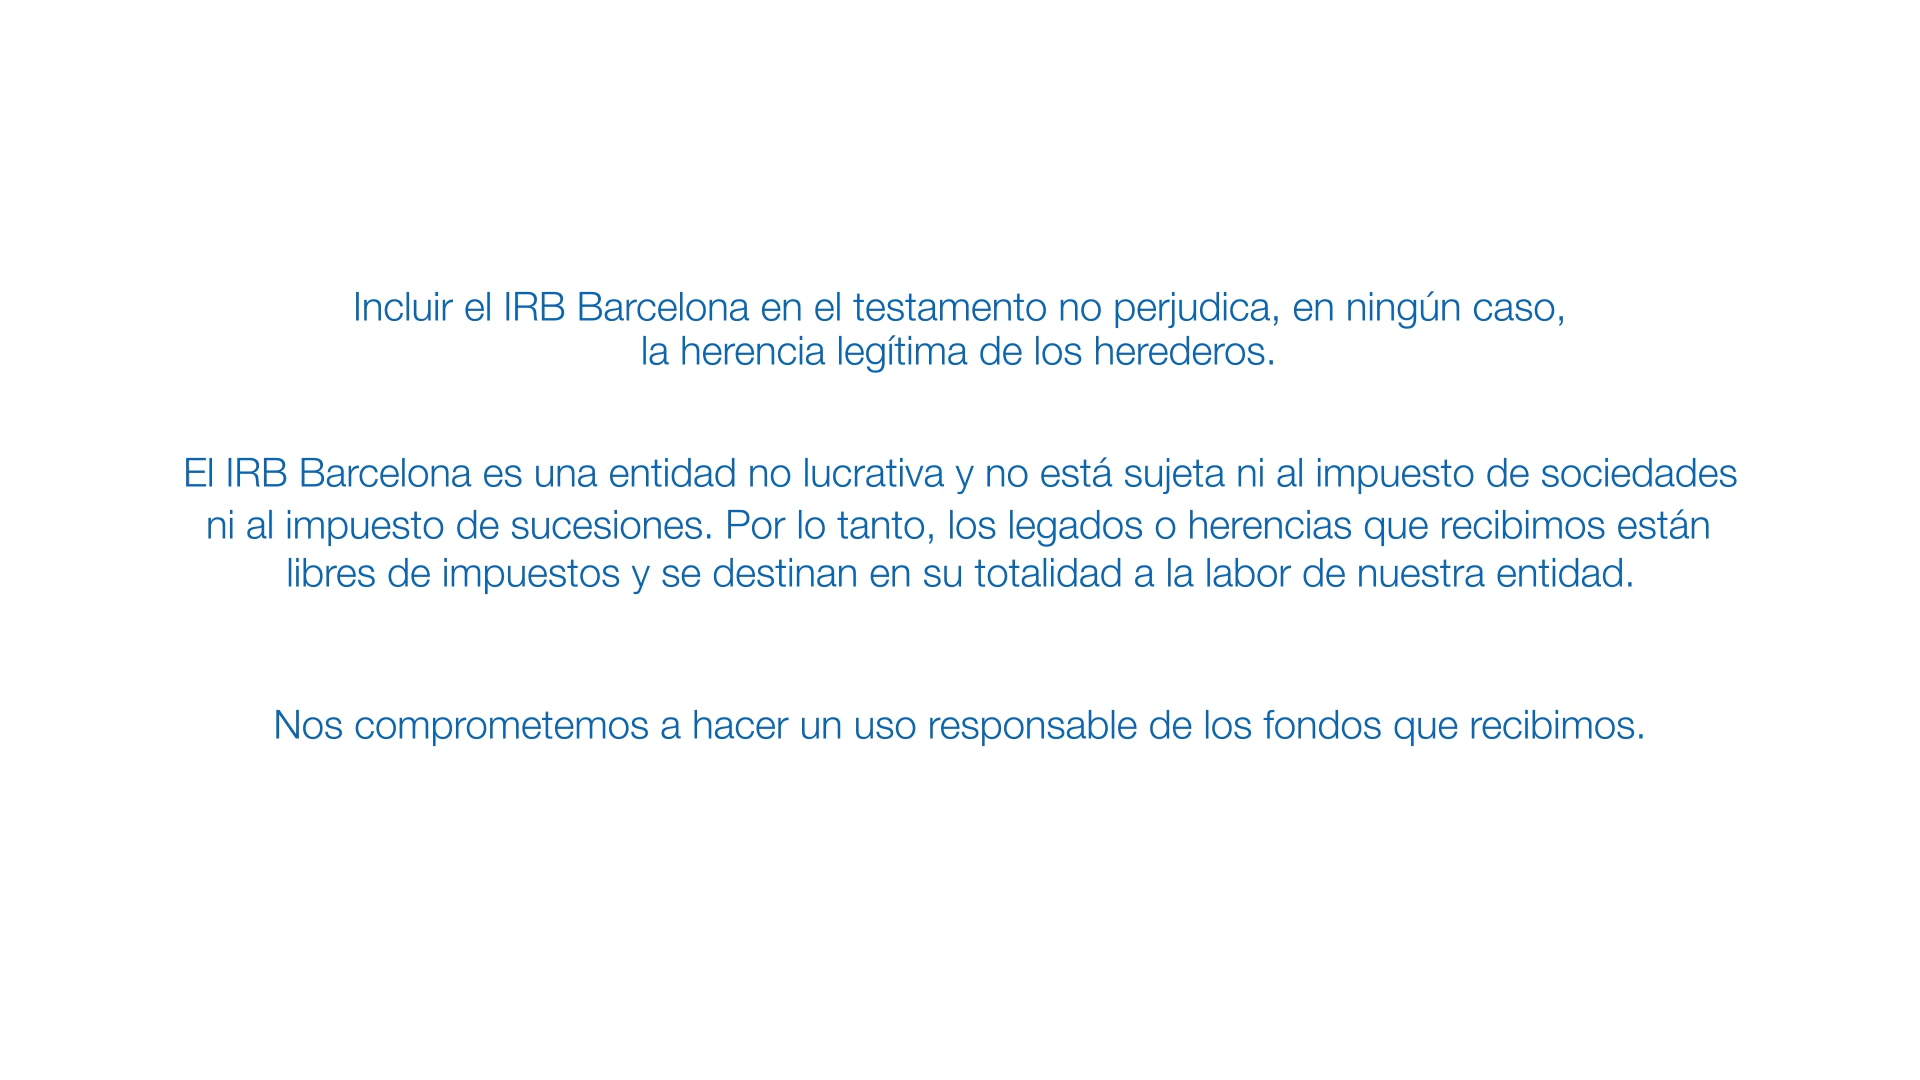 Incluir el IRB Barcelona en el testamento no perjudica, en ningún caso,
la herencia legítima de los herederos.
El IRB Barcelona es una entidad no lucrativa y no está sujeta ni al impuesto de sociedades
ni al impuesto de sucesiones. Por lo tanto, los legados o herencias que recibimos están
libres de impuestos y se destinan en su totalidad a la labor de nuestra entidad.
Nos comprometemos a hacer un uso responsable de los fondos que recibimos.